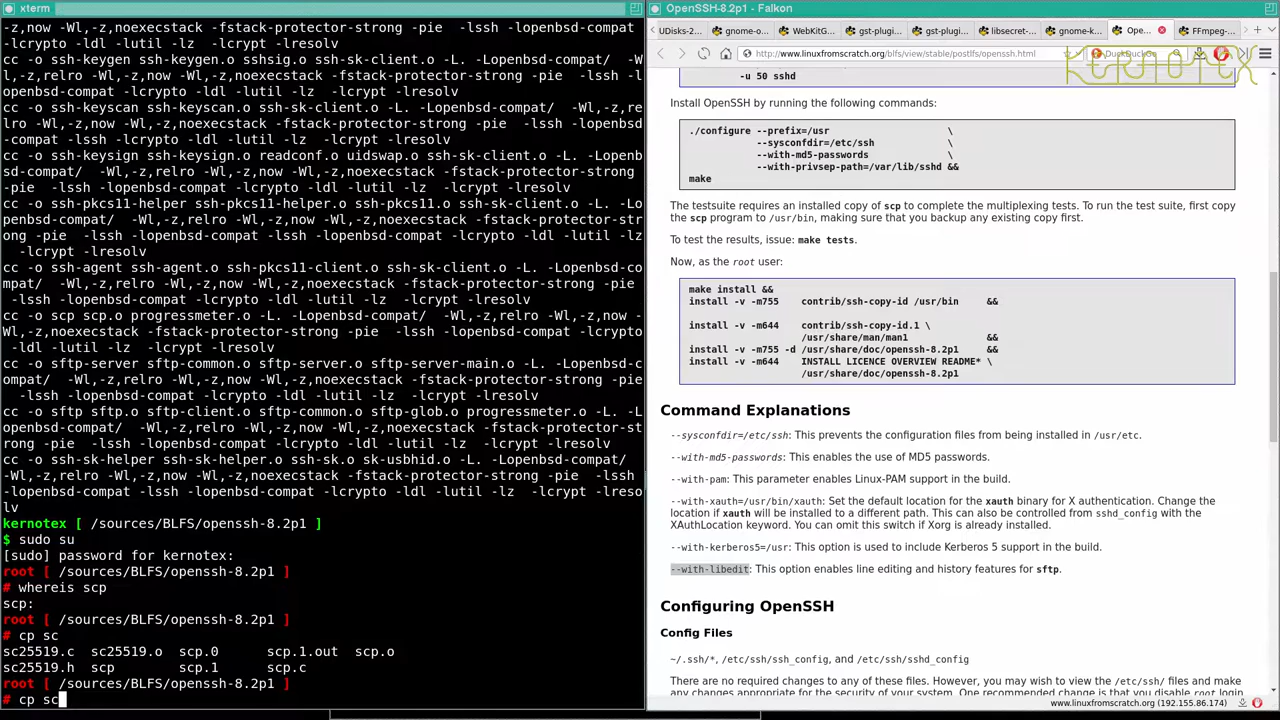 xterm
-z,now -Wl,-z,noexecstack -fstack-protector-strong -pie  -lssh -lopenbsd-compat
 -lcrypto -ldl -lutil -lz  -lcrypt -lresolv
cc -o ssh-keygen ssh-keygen.o sshsig.o ssh-sk-client.o -L. -Lopenbsd-compat/  -W
l,-z,relro -Wl,-z,now -Wl,-z,noexecstack -fstack-protector-strong -pie  -lssh -l
openbsd-compat  -lcrypto -ldl -lutil -lz  -lcrypt -lresolv
cc -o ssh-keyscan ssh-keyscan.o ssh-sk-client.o -L. -Lopenbsd-compat/  -Wl,-z,re
lro -Wl,-z,now -Wl,-z,noexecstack -fstack-protector-strong -pie  -lssh -lopenbsd
-compat -lcrypto -ldl -lutil -lz  -lcrypt -lresolv
cc -o ssh-keysign ssh-keysign.o readconf.o uidswap.o ssh-sk-client.o -L. -Lopenb
sd-compat/  -Wl,-z,relro -Wl,-z,now -Wl,-z,noexecstack -fstack-protector-strong
-pie  -lssh -lopenbsd-compat -lcrypto -ldl -lutil -lz  -lcrypt -lresolv
cc -o ssh-pkcs11-helper ssh-pkcs11-helper.o ssh-pkcs11.o ssh-sk-client.o -L. -Lo
penbsd-compat/  -Wl,-z,relro -Wl,-z,now -Wl,-z,noexecstack -fstack-protector-str
ong -pie  -lssh -lopenbsd-compat -lssh -lopenbsd-compat -lcrypto -ldl -lutil -lz
  -lcrypt -lresolv
cc -o ssh-agent ssh-agent.o ssh-pkcs11-client.o ssh-sk-client.o -L. -Lopenbsd-co
mpat/  -Wl,-z,relro -Wl,-z,now -Wl,-z,noexecstack -fstack-protector-strong -pie
 -lssh -lopenbsd-compat -lcrypto -ldl -lutil -lz  -lcrypt -lresolv
cc -o scp scp.o progressmeter.o -L. -Lopenbsd-compat/  -Wl,-z,relro -Wl,-z,now -
Wl,-z,noexecstack -fstack-protector-strong -pie  -lssh -lopenbsd-compat -lcrypto
 -ldl -lutil -lz  -lcrypt -lresolv
cc -o sftp-server sftp-common.o sftp-server.o sftp-server-main.o -L. -Lopenbsd-c
ompat/  -Wl,-z,relro -Wl,-z,now -Wl,-z,noexecstack -fstack-protector-strong -pie
  -lssh -lopenbsd-compat -lcrypto -ldl -lutil -lz  -lcrypt -lresolv
cc -o sftp sftp.o sftp-client.o sftp-common.o sftp-glob.o progressmeter.o -L. -L
openbsd-compat/  -Wl,-z,relro -Wl,-z,now -Wl,-z,noexecstack -fstack-protector-st
rong -pie  -lssh -lopenbsd-compat -lcrypto -ldl -lutil -lz  -lcrypt -lresolv
cc -o ssh-sk-helper ssh-sk-helper.o ssh-sk.o sk-usbhid.o -L. -Lopenbsd-compat/
-Wl,-z,relro -Wl,-z,now -Wl,-z,noexecstack -fstack-protector-strong -pie  -lssh
-lopenbsd-compat -lssh -lopenbsd-compat -lcrypto -ldl -lutil -lz  -lcrypt -lreso
lv
kernotex [ /sources/BLFS/openssh-8.2p1 ]
$ sudo su
[sudo] password for kernotex:
root [ /sources/BLFS/openssh-8.2p1 ]
# whereis scp
scp:
root [ /sources/BLFS/openssh-8.2p1 ]
# cp sc
sc25519.c  sc25519.o  scp.0      scp.1.out  scp.o
sc25519.h  scp        scp.1      scp.c
root [ /sources/BLFS/openssh-8.2p1 ]
# cp sc
OpenSSH-8.2p1 - Falkon
UDisks-2... gnome-o... WebKitG... gst-plugi... gst-plugi... libsecret-... gnome-k... Ope... FFmpeg-...
http://www.linuxfromscratch.org/blfs/view/stable/postlfs/openssh.html DuckDuckGo
KERNOTEX
-u 50 sshd
Install OpenSSH by running the following commands:
./configure --prefix=/usr                    \
            --sysconfdir=/etc/ssh             \
            --with-md5-passwords              \
            --with-privsep-path=/var/lib/sshd &&
make
The testsuite requires an installed copy of scp to complete the multiplexing tests. To run the test suite, first copy
the scp program to /usr/bin, making sure that you backup any existing copy first.
To test the results, issue: make tests.
Now, as the root user:
make install &&
install -v -m755    contrib/ssh-copy-id /usr/bin     &&
install -v -m644    contrib/ssh-copy-id.1 \
                    /usr/share/man/man1              &&
install -v -m755 -d /usr/share/doc/openssh-8.2p1     &&
install -v -m644    INSTALL LICENCE OVERVIEW README* \
                    /usr/share/doc/openssh-8.2p1
Command Explanations
--sysconfdir=/etc/ssh: This prevents the configuration files from being installed in /usr/etc.
--with-md5-passwords: This enables the use of MD5 passwords.
--with-pam: This parameter enables Linux-PAM support in the build.
--with-xauth=/usr/bin/xauth: Set the default location for the xauth binary for X authentication. Change the
location if xauth will be installed to a different path. This can also be controlled from sshd_config with the
XAuthLocation keyword. You can omit this switch if Xorg is already installed.
--with-kerberos5=/usr: This option is used to include Kerberos 5 support in the build.
--with-libedit: This option enables line editing and history features for sftp.
Configuring OpenSSH
Config Files
~/.ssh/*, /etc/ssh/ssh_config, and /etc/ssh/sshd_config
There are no required changes to any of these files. However, you may wish to view the /etc/ssh/ files and make
any changes appropriate for the security of your system. One recommended change is that you disable root login
www.linuxfromscratch.org (192.155.86.174)